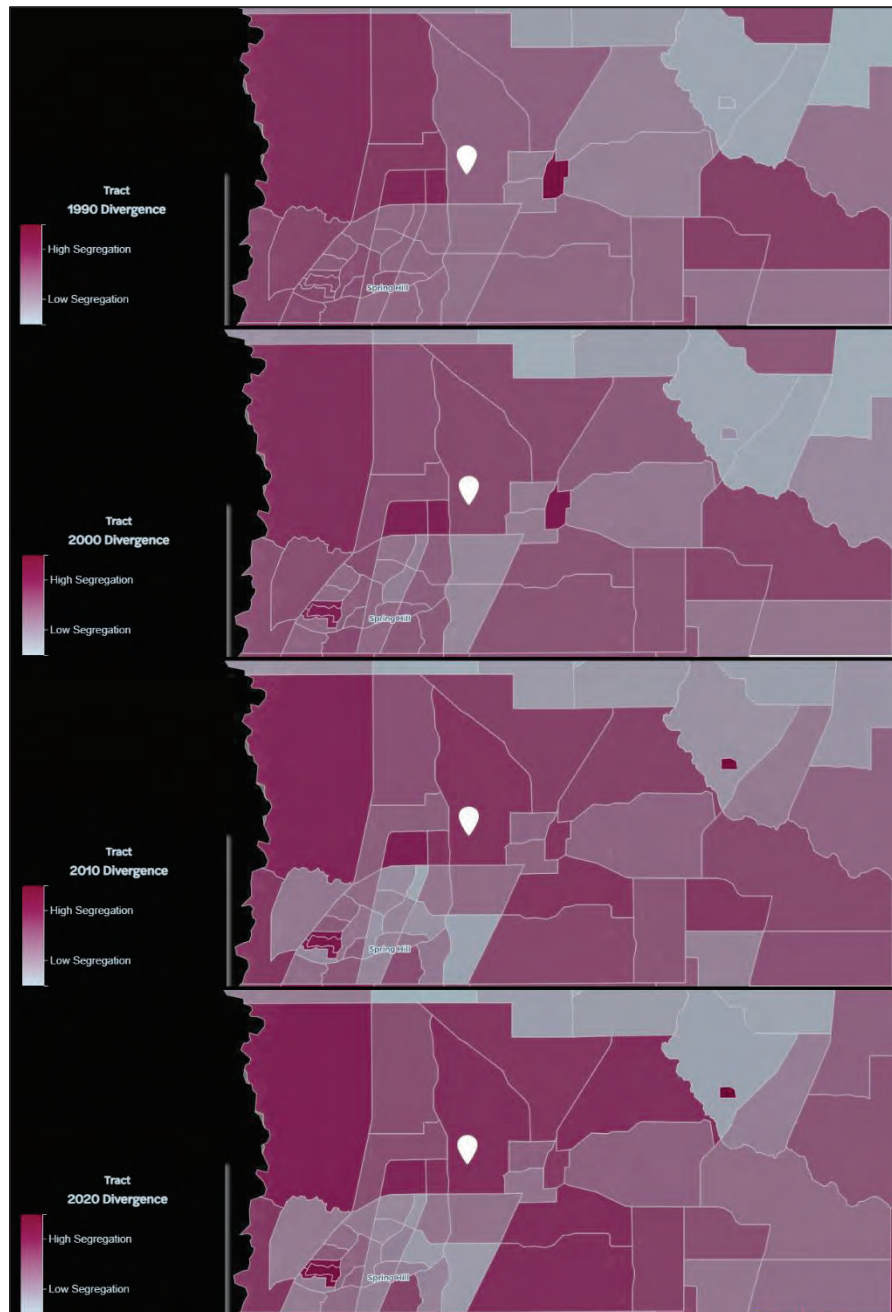 Tract
1990 Divergence
High Segregation
Low Segregation
Spring Hill
Tract
2000 Divergence
High Segregation
Low Segregation
Spring Hill
Tract
2010 Divergence
High Segregation
Low Segregation
Spring Hill
Tract
2020 Divergence
High Segregation
Low Segregation
Spring Hill